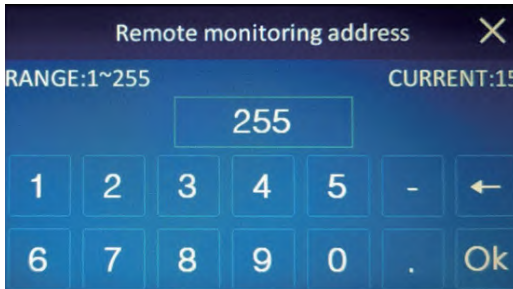 Remote monitoring address ×
RANGE:1~255 CURRENT:15
255
1 2 3 4 5 - ←
6 7 8 9 0 . Ok